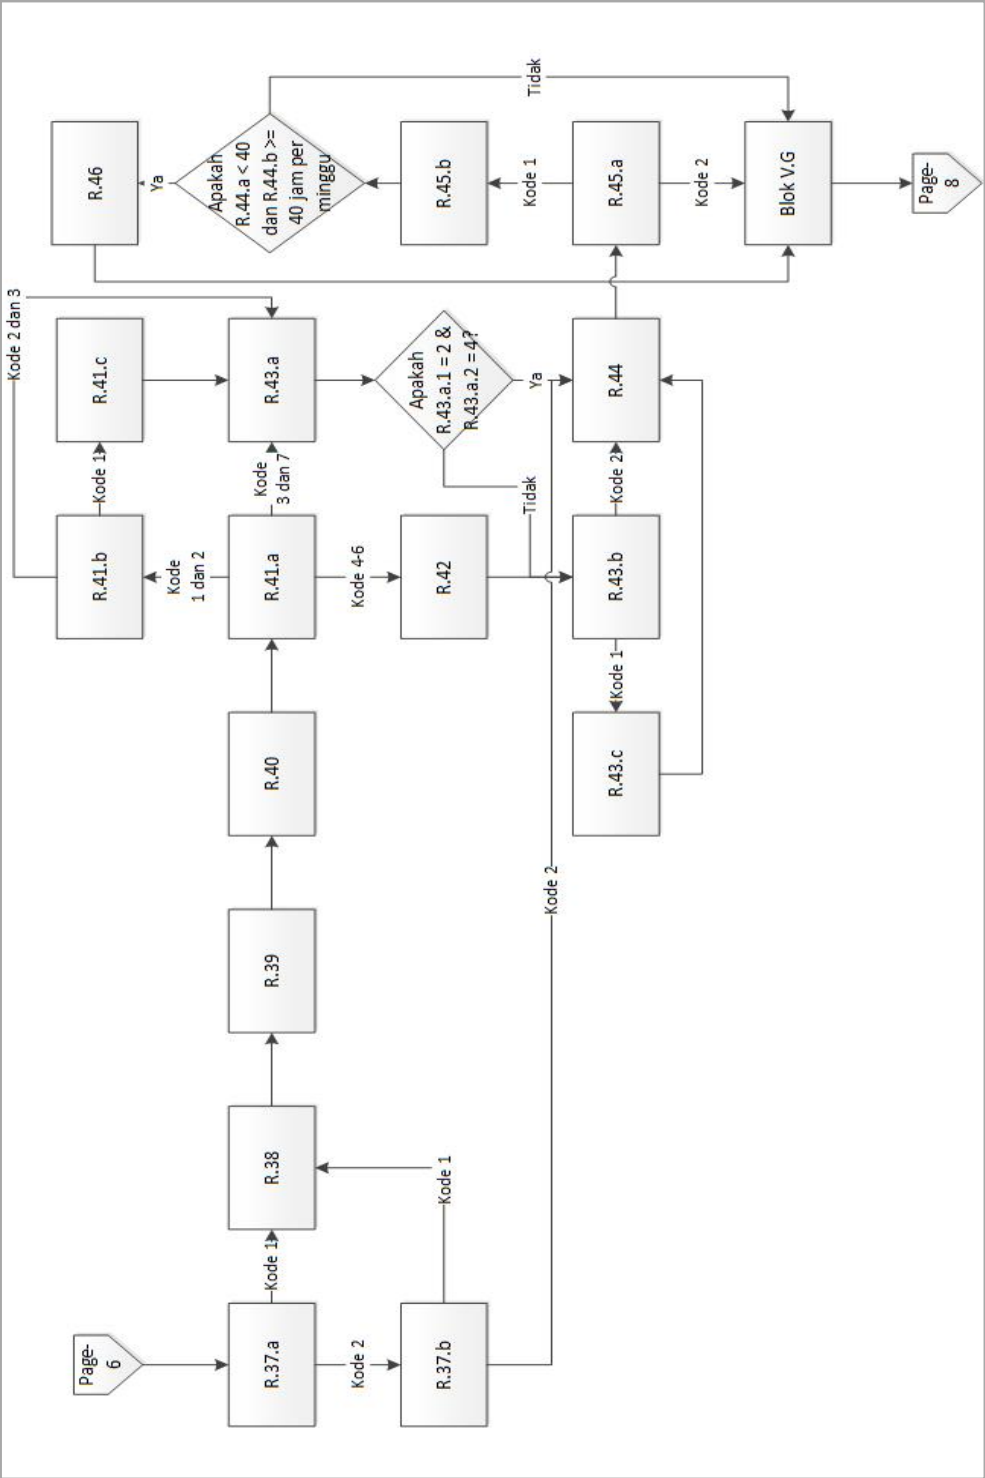 Kode 2 dan 3
Page-
6
R.41.b
Kode 1
R.41.c
R.46
Ya
Kode
1 dan 2
R.37.a
Kode 1
R.38
R.39
R.40
R.41.a
Kode
3 dan 7
R.43.a
Apakah
R.44.a < 40
dan R.44.b >=
40 jam per
minggu
Kode 2
Kode 4-6
R.37.b
Kode 1
R.42
Apakah
R.43.a.1 = 2 &
R.43.a.2 = 4?
R.45.b
Tidak
Ya
Kode 1
Tidak
Kode 2
R.43.c
Kode 1
R.43.b
Kode 2
R.44
R.45.a
Kode 2
Blok V.G
Page-
8